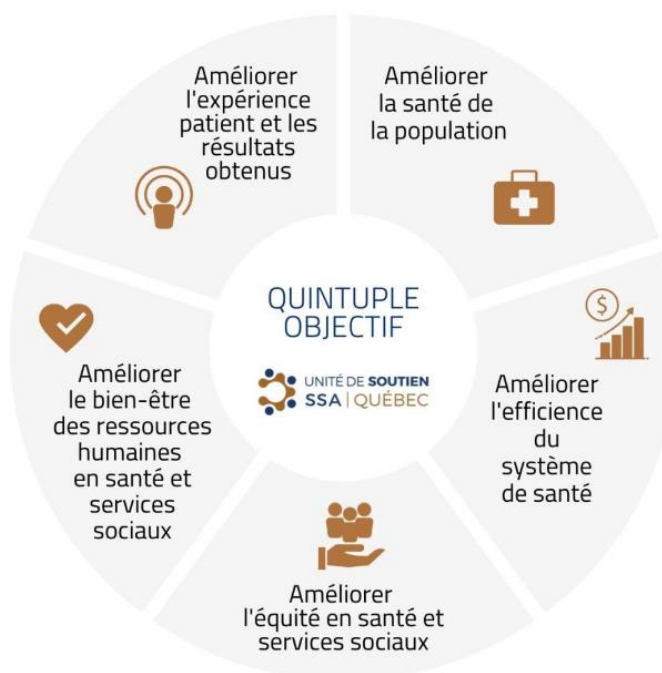 Améliorer
l'expérience
patient et les
résultats
obtenus
Améliorer
la santé de
la population
$
Améliorer
l'efficience
du
système
de santé
Améliorer
l'équité en santé et
services sociaux
Améliorer
le bien-être
des ressources
humaines
en santé et
services
sociaux
QUINTUPLE
OBJECTIF
UNITÉ DE SOUTIEN
SSA | QUÉBEC